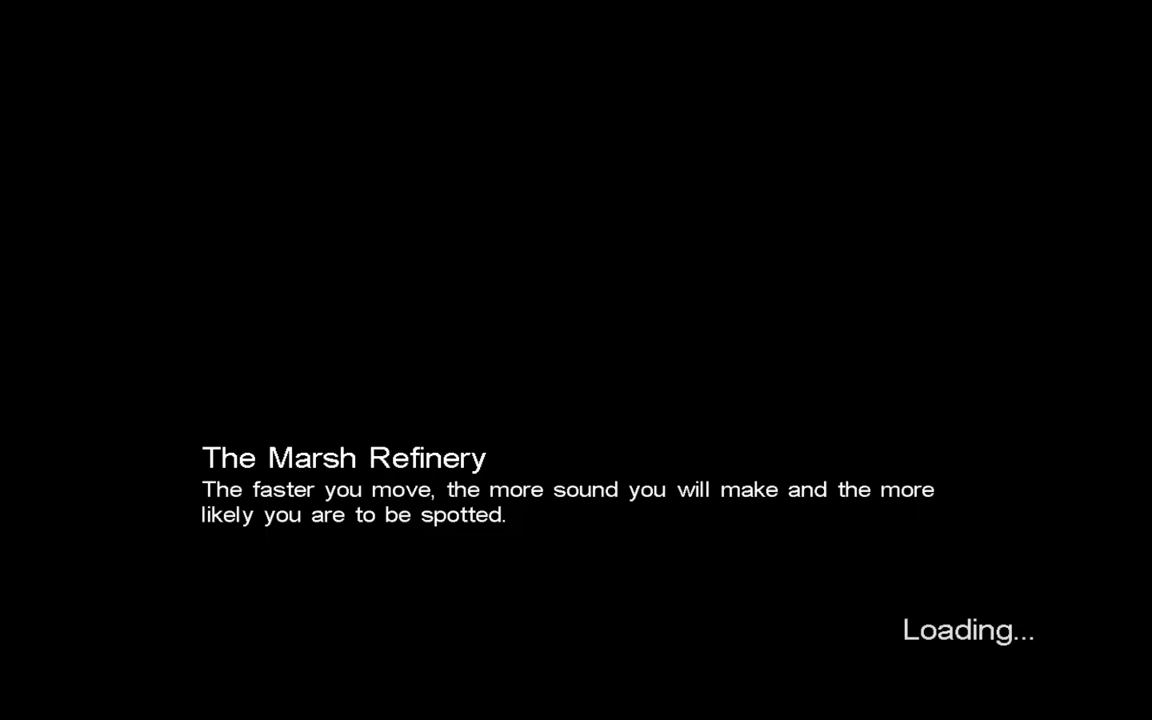 The Marsh Refinery
The faster you move, the more sound you will make and the more
likely you are to be spotted.
Loading...